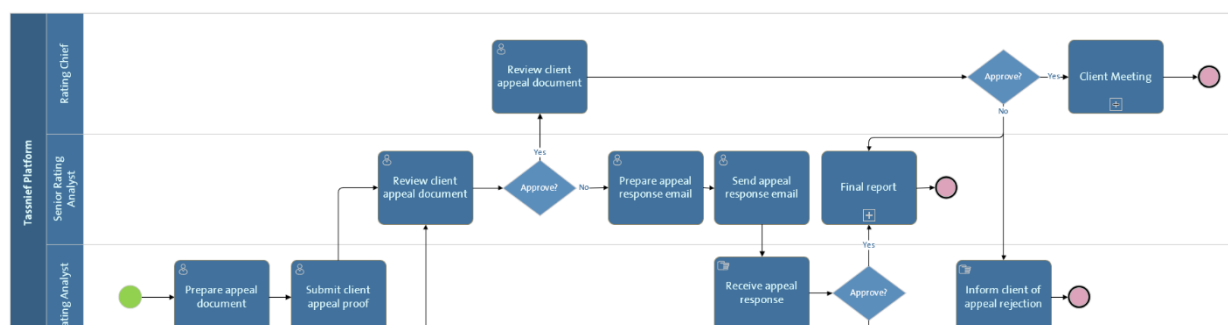 Tassnief Platform
Rating Chief
Review client
appeal document
Approve?
Yes
Client Meeting
No
Senior Rating
Analyst
Yes
Review client
appeal document
Approve?
No
Prepare appeal
response email
Send appeal
response email
Final report
Yes
Analyst
Prepare appeal
document
Submit client
appeal proof
Receive appeal
response
Approve?
Inform client of
appeal rejection